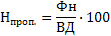 Нпроп. = Фн/ВД · 100